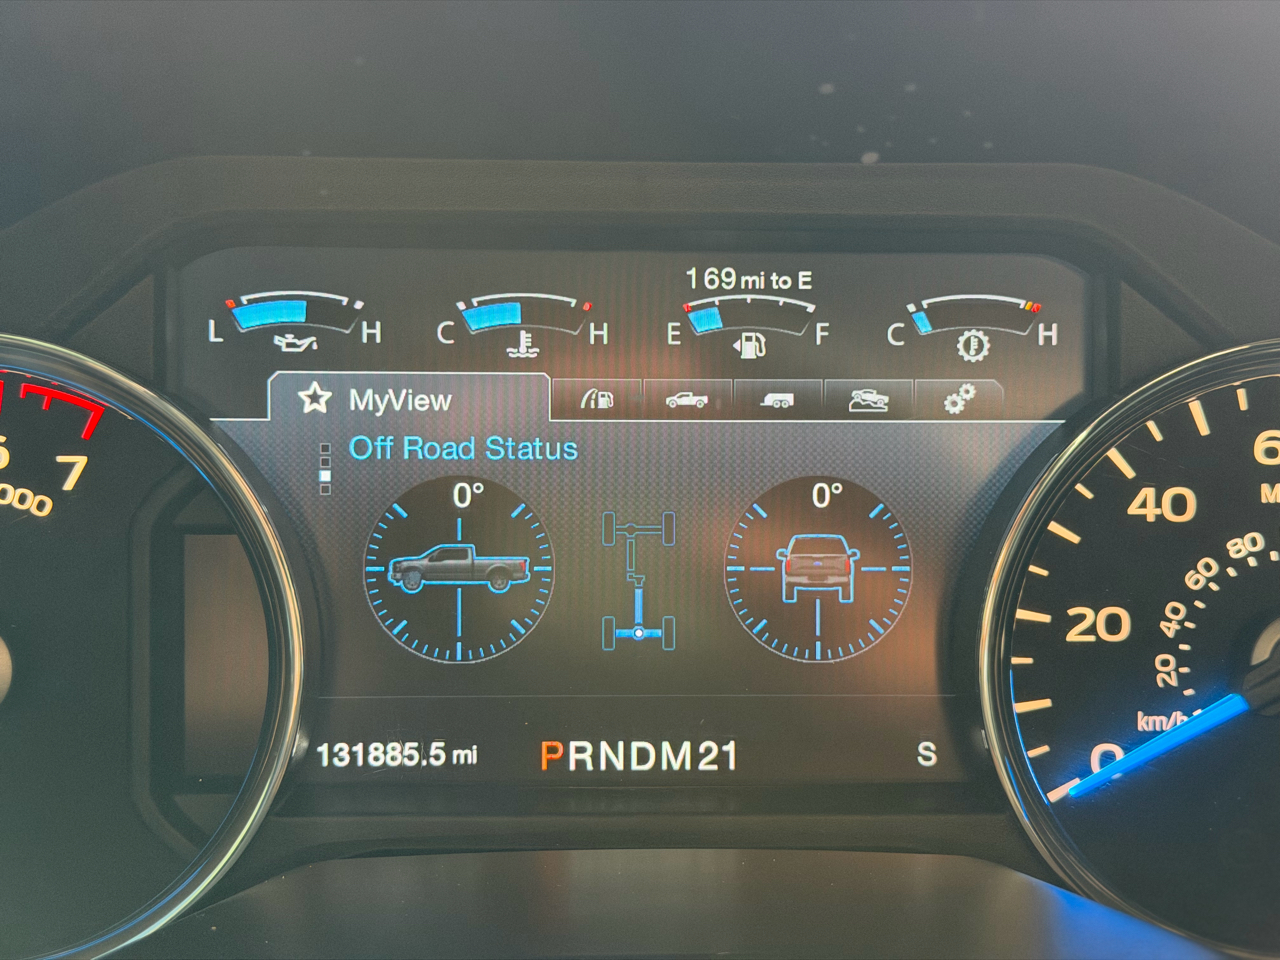 169 mi to E
L H C H E F C H
MyView
Off Road Status
0° 0°
7
000
131885.5 mi PRNDM21 S
40
20
0
80
60
40
20
km/h